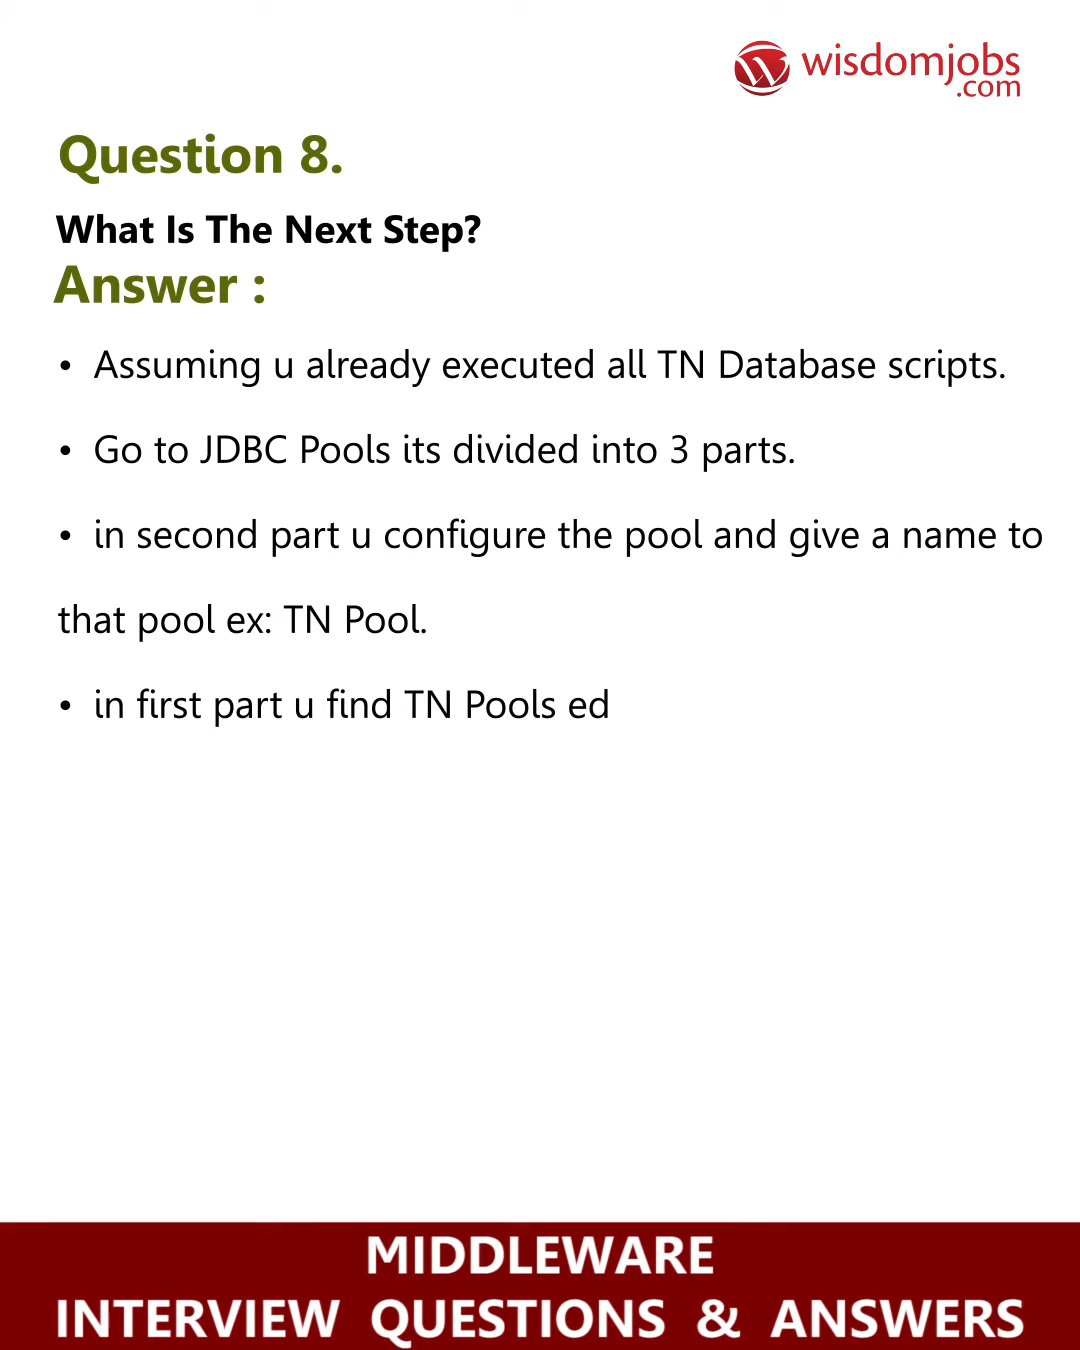 wisdomjobs
.com
Question 8.
What Is The Next Step?
Answer :
• Assuming u already executed all TN Database scripts.
• Go to JDBC Pools its divided into 3 parts.
• in second part u configure the pool and give a name to
that pool ex: TN Pool.
• in first part u find TN Pools ed
MIDDLEWARE
INTERVIEW QUESTIONS & ANSWERS